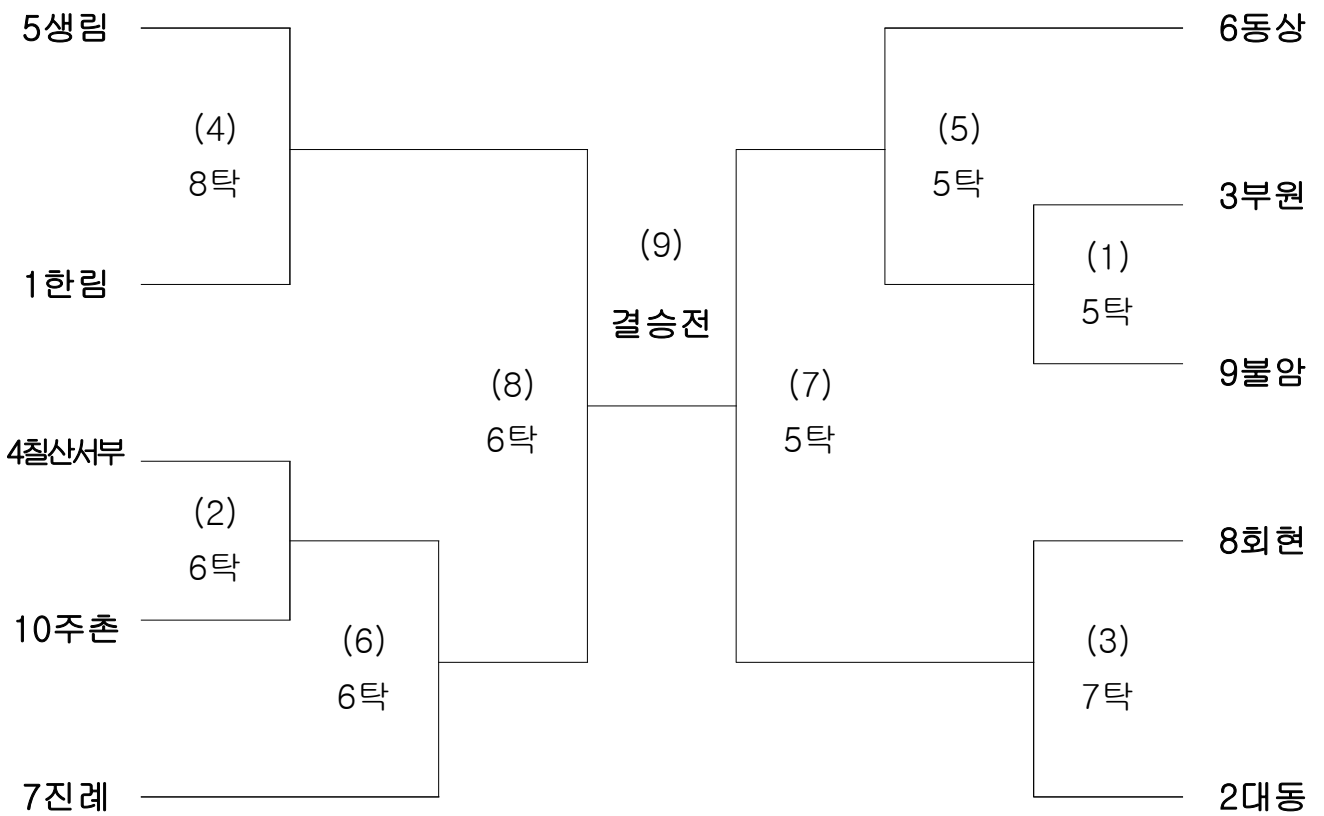 5생림
(4)
8탁
1한림
4칠산서부
(2)
6탁
10주촌
(6)
6탁
7진례
(8)
6탁
(9)
결승전
(7)
5탁
6동상
(5)
5탁
3부원
(1)
5탁
9불암
8회현
(3)
7탁
2대동